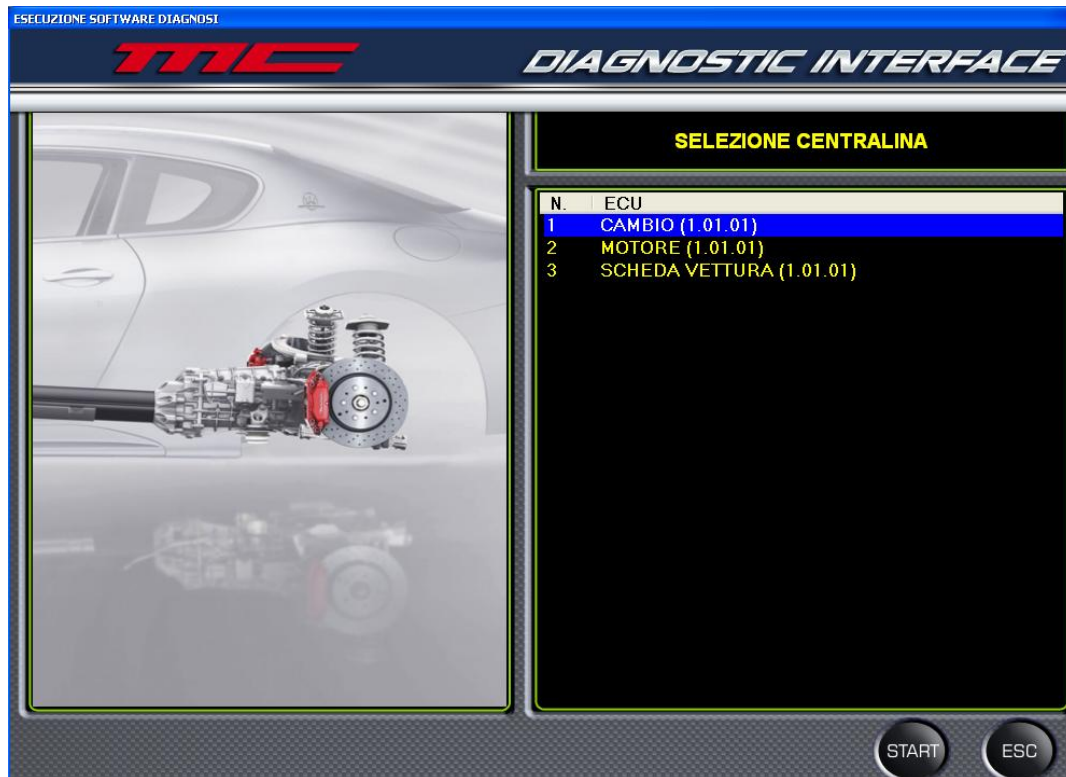 ESECUZIONE SOFTWARE DIAGNOSI
MC DIAGNOSTIC INTERFACE
SELEZIONE CENTRALINA
N. ECU
1 CAMBIO (1.01.01)
2 MOTORE (1.01.01)
3 SCHEDA VETTURA (1.01.01)
START ESC